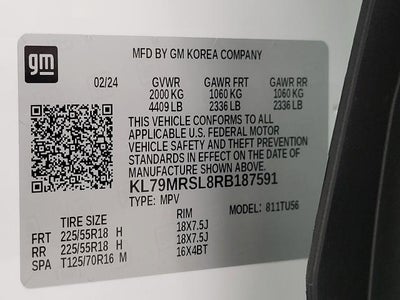 gm
MFD BY GM KOREA COMPANY
02/24 GVWR GAWR FRT GAWR RR
2000 KG 1060 KG 1060 KG
4409 LB 2336 LB 2336 LB
THIS VEHICLE CONFORMS TO ALL
APPLICABLE U.S. FEDERAL MOTOR
VEHICLE SAFETY AND THEFT PREVENTION
STANDARDS IN EFFECT ON THE DATE OF
MANUFACTURE SHOWN ABOVE.
KL79MRSL8RB187591
TYPE: MPV
MODEL: 811TU56
TIRE SIZE RIM
FRT 225/55R18 H 18X7.5J
RR 225/55R18 H 18X7.5J
SPA T125/70R16 M 16X4BT